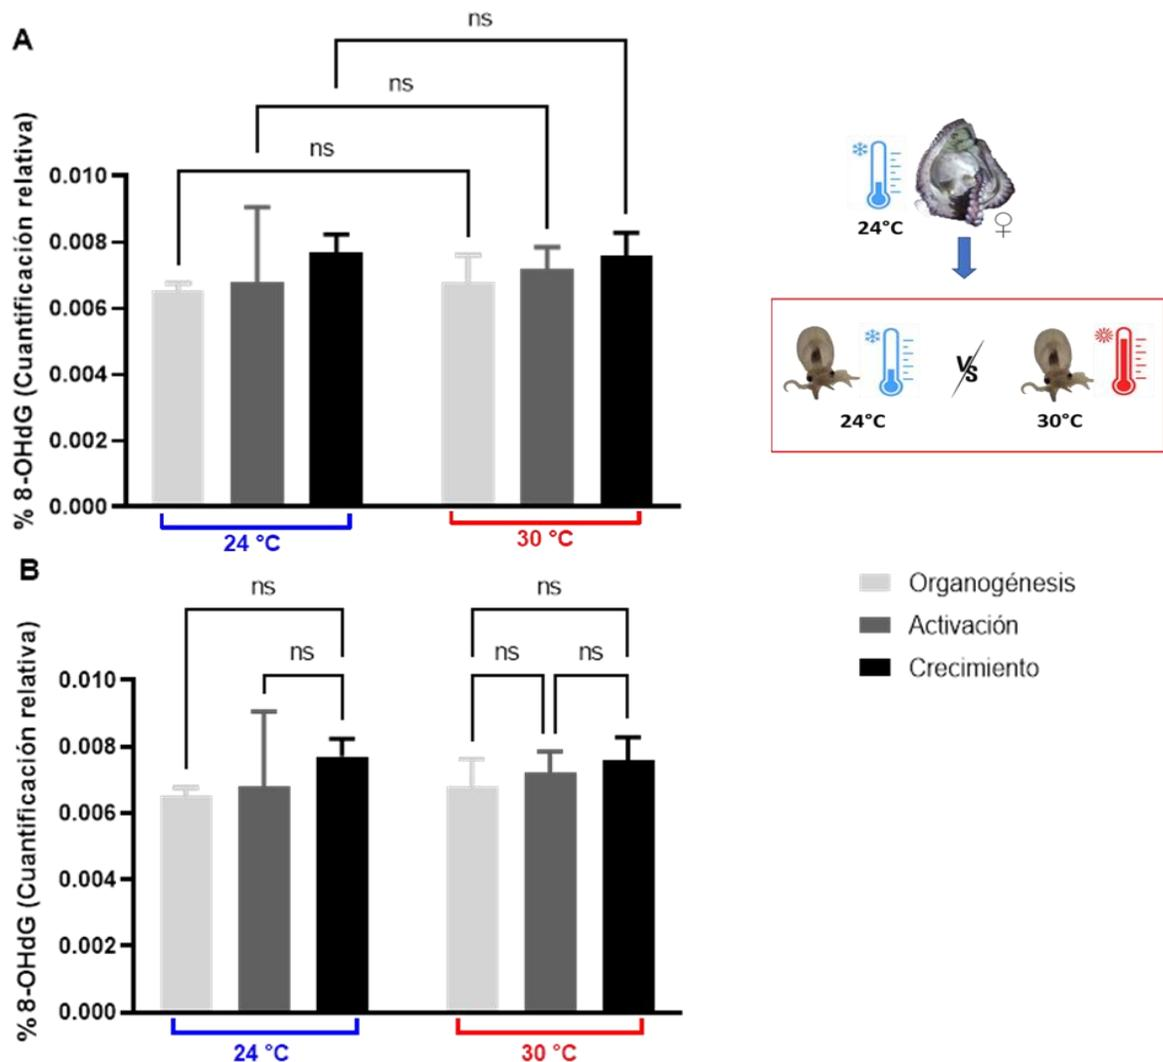 A
ns
ns
ns
% 8-OHdG (Cuantificación relativa)
0.010
0.008
0.006
0.004
0.002
0.000
24 °C
30 °C
24°C
♀
24°C
VS
30°C
B
ns
ns
ns
ns
ns
% 8-OHdG (Cuantificación relativa)
0.010
0.008
0.006
0.004
0.002
0.000
24 °C
30 °C
Organogénesis
Activación
Crecimiento